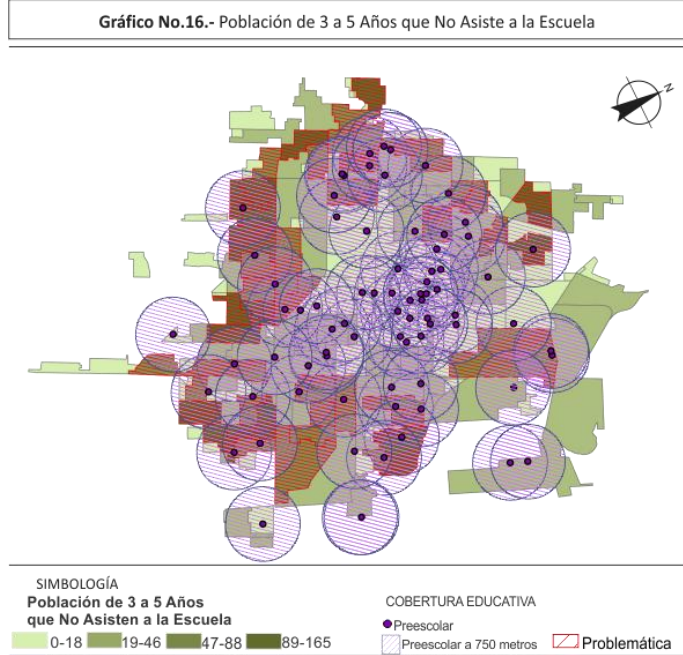 Gráfico No.16.- Población de 3 a 5 Años que No Asiste a la Escuela
N
SIMBOLOGÍA
Población de 3 a 5 Años
que No Asisten a la Escuela
0-18 19-46 47-88 89-165
COBERTURA EDUCATIVA
Preescolar
Preescolar a 750 metros Problemática